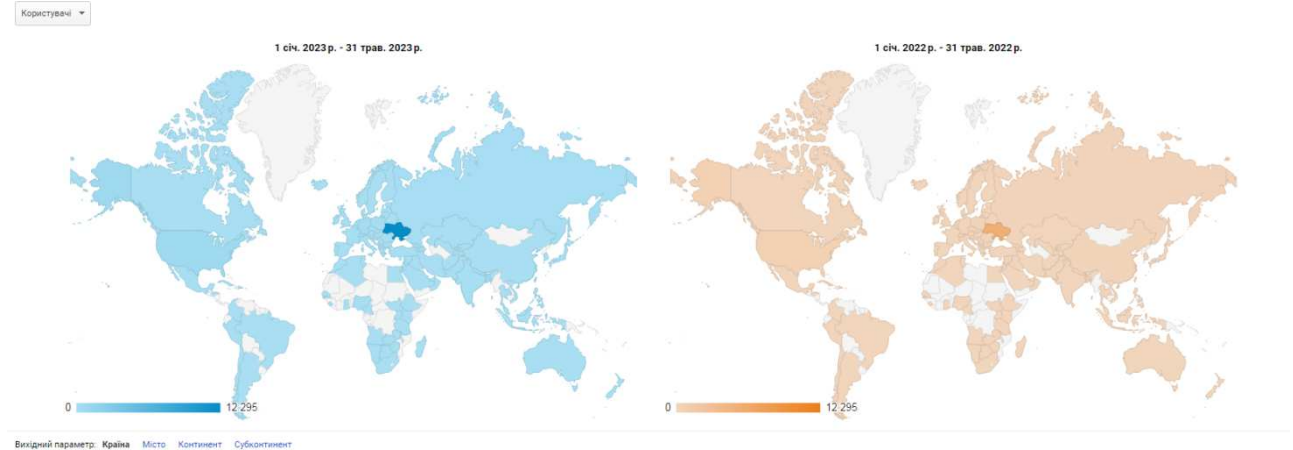 Користувачі
1 січ. 2023 р. - 31 трав. 2023 р.
1 січ. 2022 р. - 31 трав. 2022 р.
0 12 295
0 12 295
Вихідний параметр: Країна Місто Континент Субконтинент